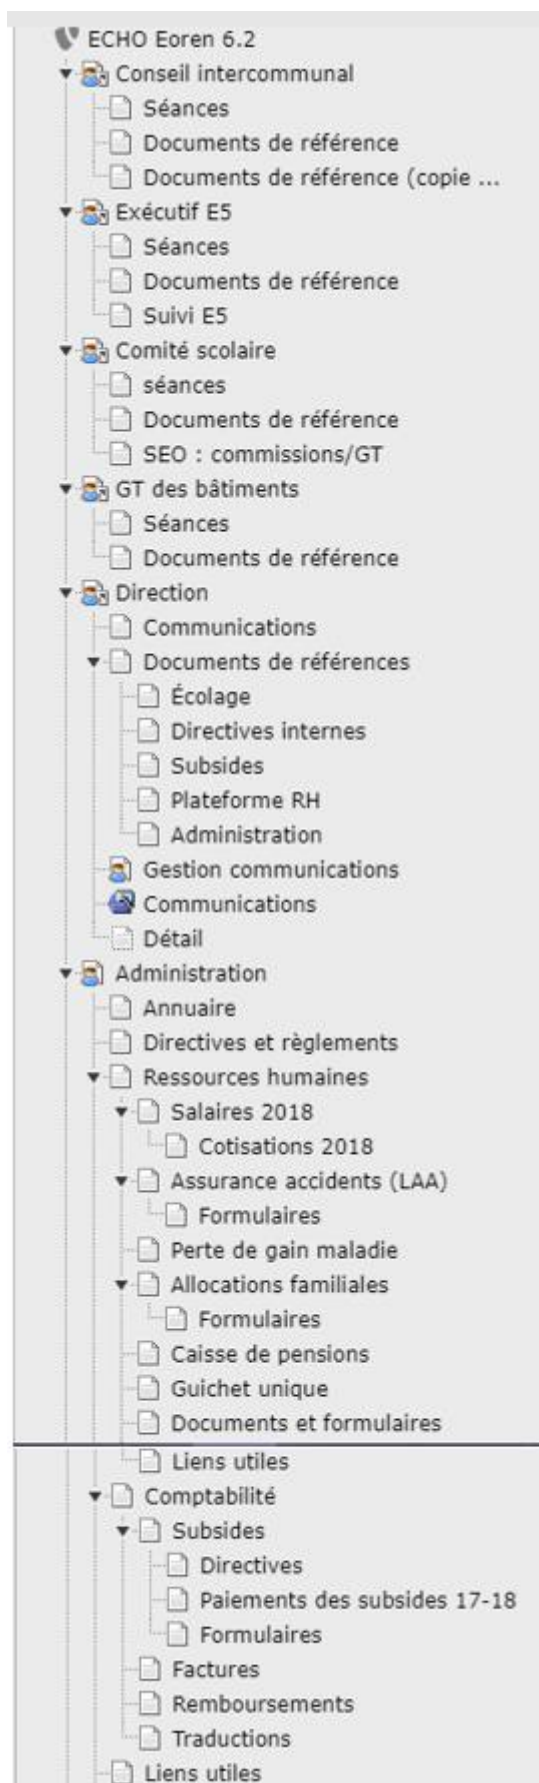 ECHO Eoren 6.2
Conseil intercommunal
Séances
Documents de référence
Documents de référence (copie ...
Exécutif E5
Séances
Documents de référence
Suivi E5
Comité scolaire
séances
Documents de référence
SEO : commissions/GT
GT des bâtiments
Séances
Documents de référence
Direction
Communications
Documents de références
Écolage
Directives internes
Subsides
Plateforme RH
Administration
Gestion communications
Communications
Détail
Administration
Annuaire
Directives et règlements
Ressources humaines
Salaires 2018
Cotisations 2018
Assurance accidents (LAA)
Formulaires
Perte de gain maladie
Allocations familiales
Formulaires
Caisse de pensions
Guichet unique
Documents et formulaires
Liens utiles
Comptabilité
Subsides
Directives
Paiements des subsides 17-18
Formulaires
Factures
Remboursements
Traductions
Liens utiles